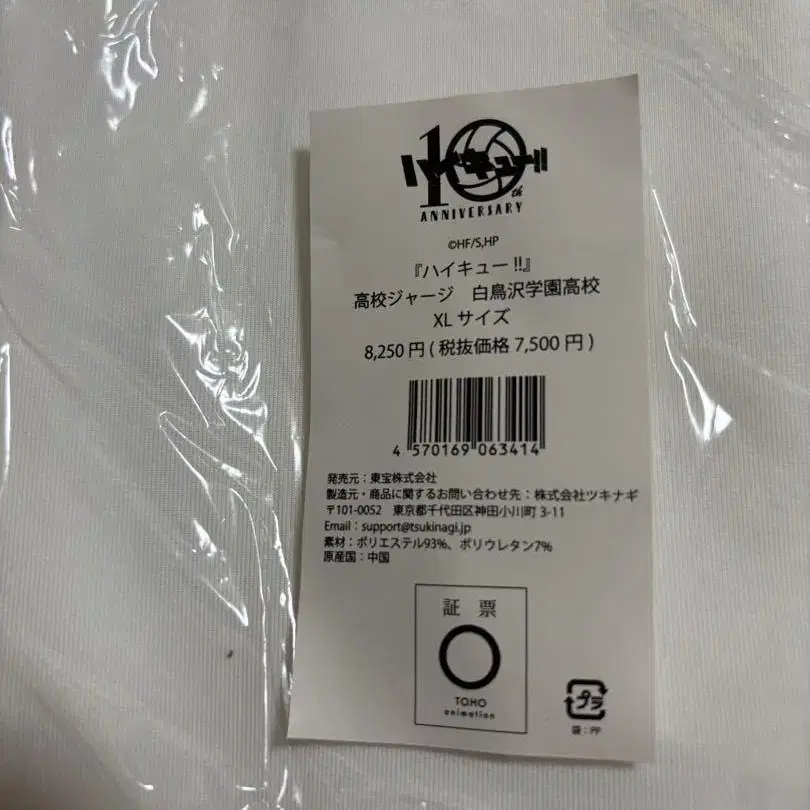 ハイキュー!!
10th
ANNIVERSARY
©HF/S,HP
『ハイキュー!!』
高校ジャージ　白鳥沢学園高校
XL サイズ
8,250 円 ( 税抜価格 7,500 円 )
4 570169 063414
発売元：東宝株式会社
製造元・商品に関するお問い合わせ先：株式会社ツキナギ
〒101-0052　東京都千代田区神田小川町 3-11
Email：support@tsukinagi.jp
素材：ポリエステル93%、ポリウレタン7%
原産国：中国
証 票
TOHO
animation
プラ
袋：PP